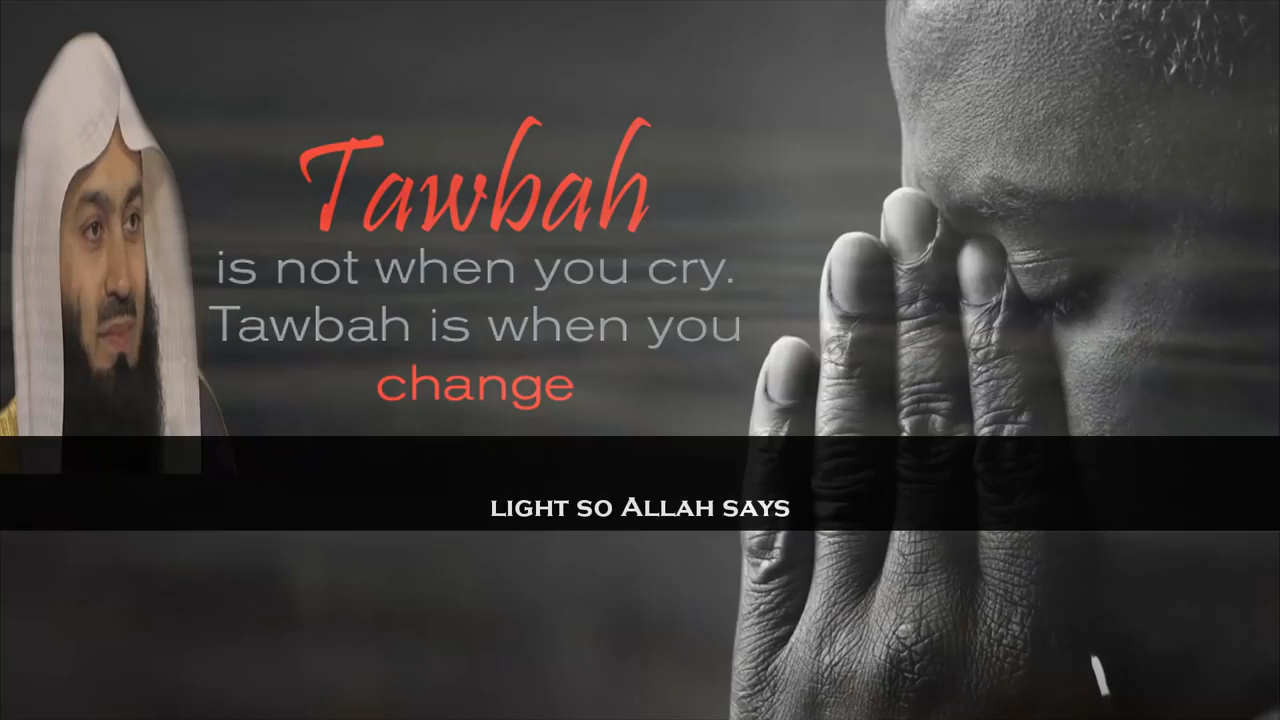 Tawbah
is not when you cry.
Tawbah is when you
change
LIGHT SO ALLAH SAYS